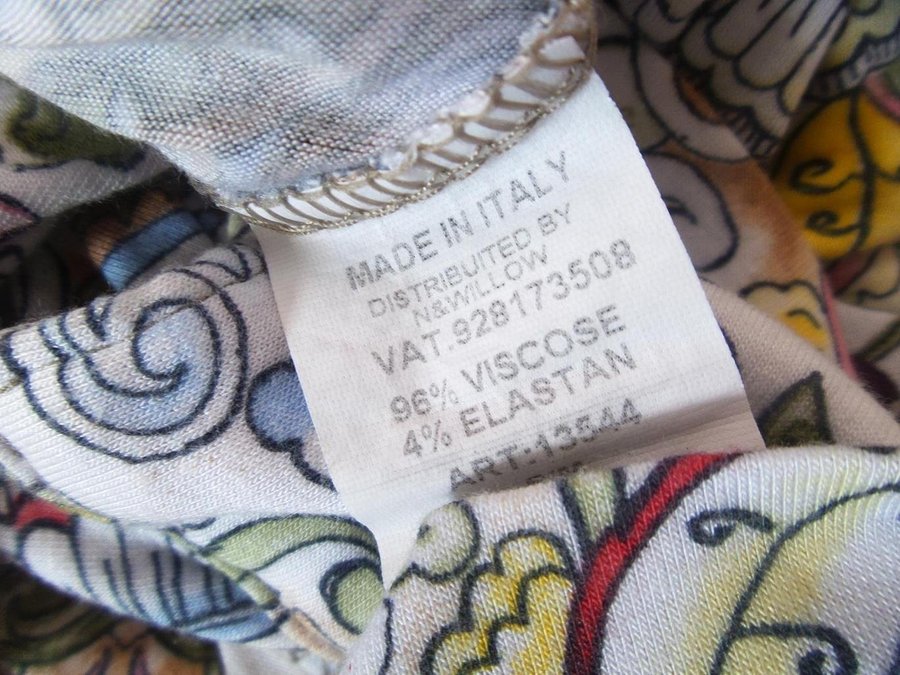 MADE IN ITALY
DISTRIBUTED BY
N&WILLOW
VAT.928173508
96% VISCOSE
4% ELASTAN
ART:13544